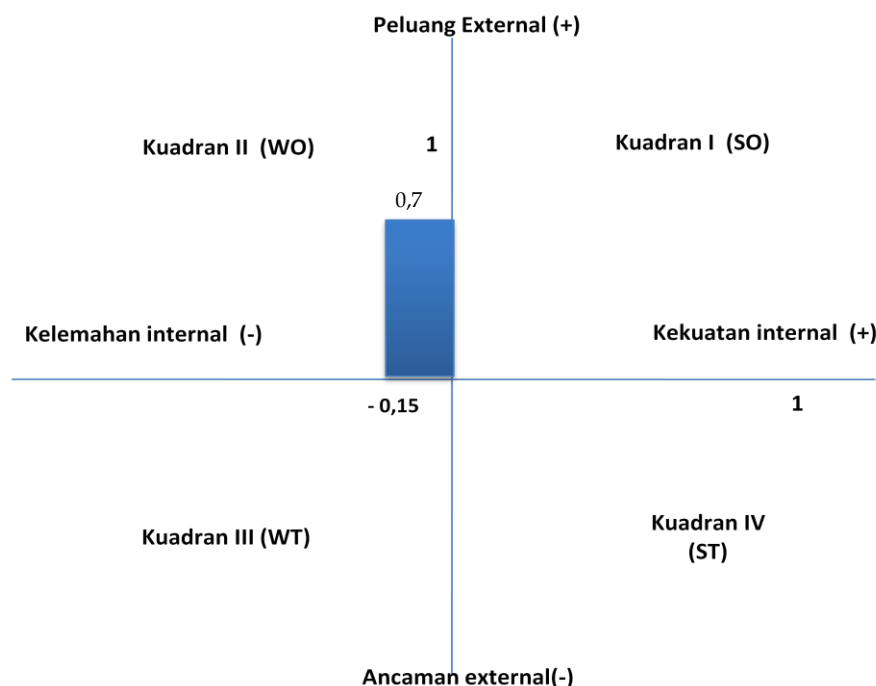 Peluang External (+)
Kuadran II  (WO)
1
Kuadran I  (SO)
0,7
Kelemahan internal  (-)
Kekuatan internal  (+)
- 0,15
1
Kuadran III (WT)
Kuadran IV
(ST)
Ancaman external(-)